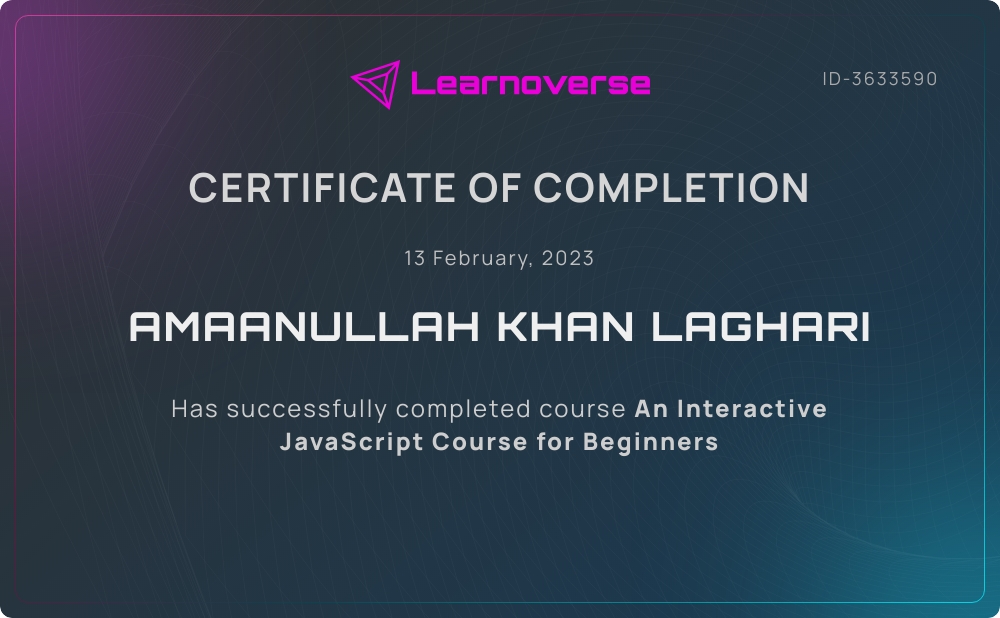 Learnoverse
ID-3633590
CERTIFICATE OF COMPLETION
13 February, 2023
AMAANULLAH KHAN LAGHARI
Has successfully completed course An Interactive
JavaScript Course for Beginners